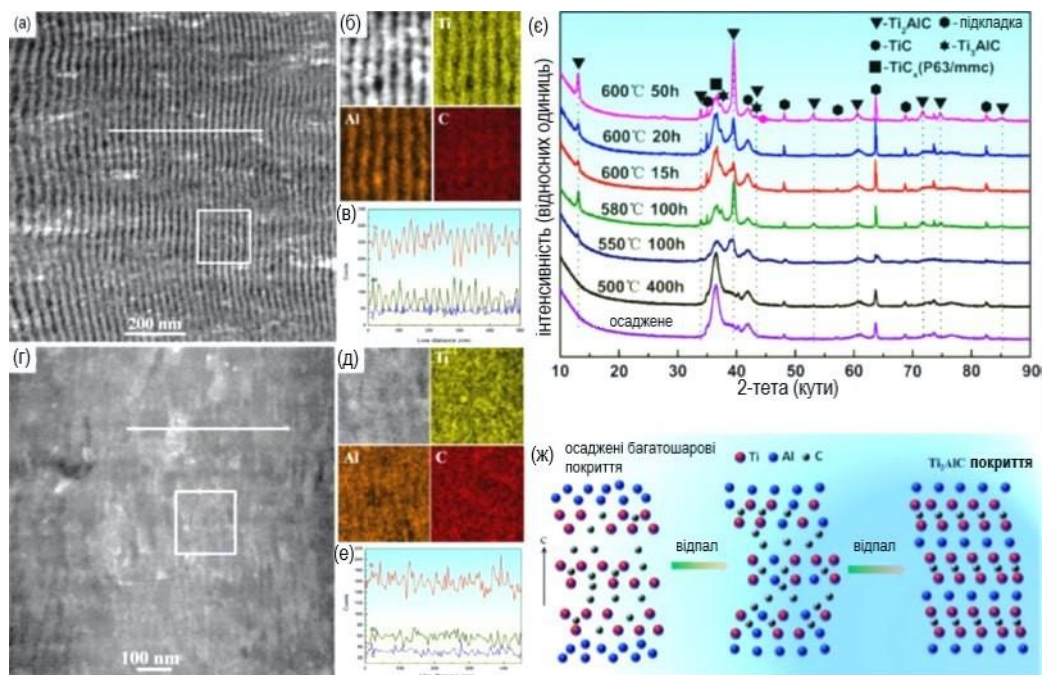 (а)
200 nm
(б)
Ti
Al
C
(в)
(г)
100 nm
(д)
Ti
Al
C
(е)
(є)
-Ti₂AlC
-підкладка
-TiC
-Ti₃AlC
-TiCₓ(P63/mmc)
600℃ 50h
600℃ 20h
600℃ 15h
580℃ 100h
550℃ 100h
500℃ 400h
осаджене
інтенсивність (відносних одиниць)
10 20 30 40 50 60 70 80 90
2-тета (кути)
(ж)
осаджені багатошарові
покриття
Ti Al C
Ti₂AlC покриття
C
відпал
відпал